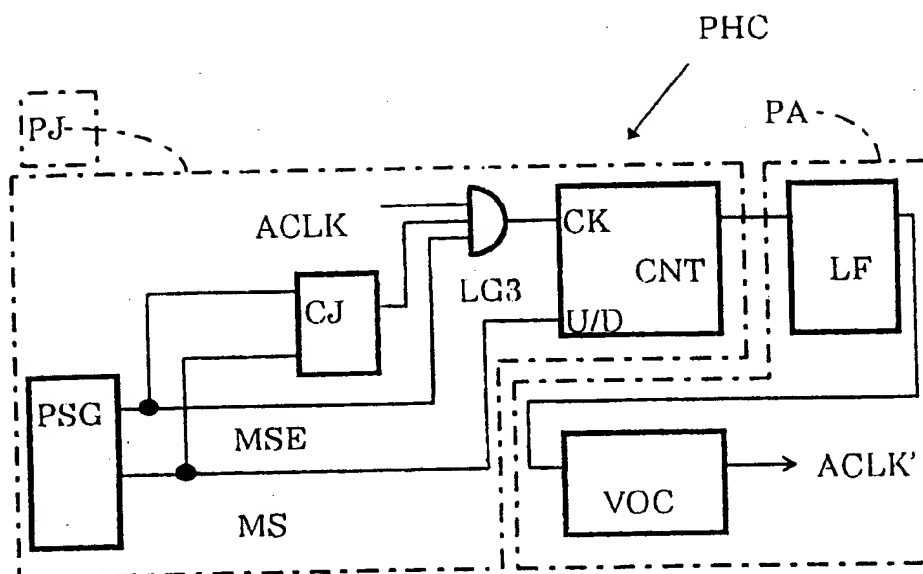 PHC
PJ
PA
ACLK
CK
CNT
LF
LG3
CJ
U/D
PSG
MSE
MS
VOC
ACLK'